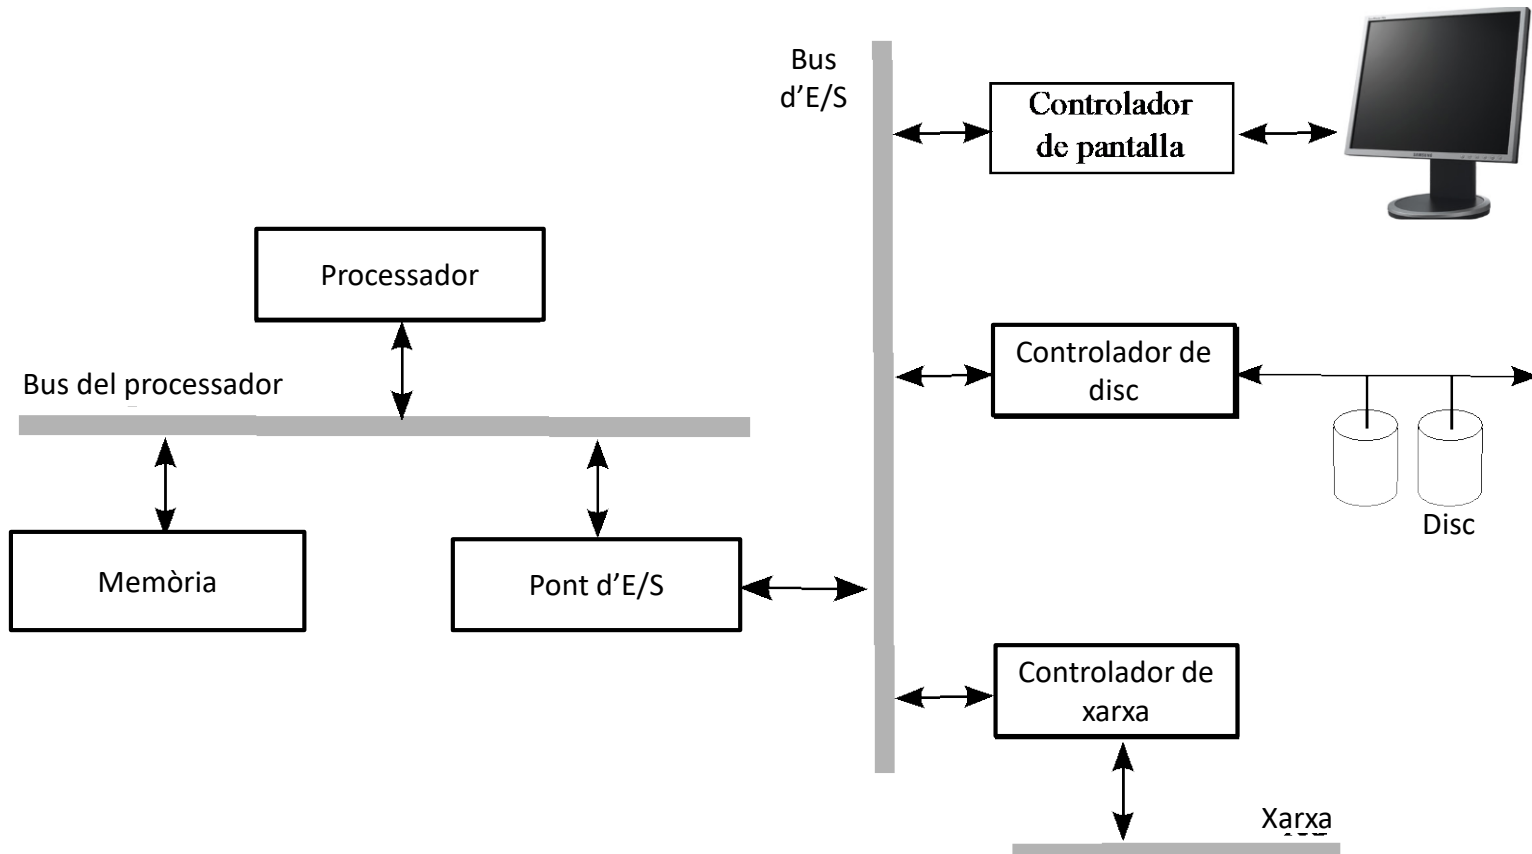 Bus
d’E/S
Controlador
de pantalla
Processador
Bus del processador
Controlador de
disc
Disc
Memòria
Pont d’E/S
Controlador de
xarxa
Xarxa